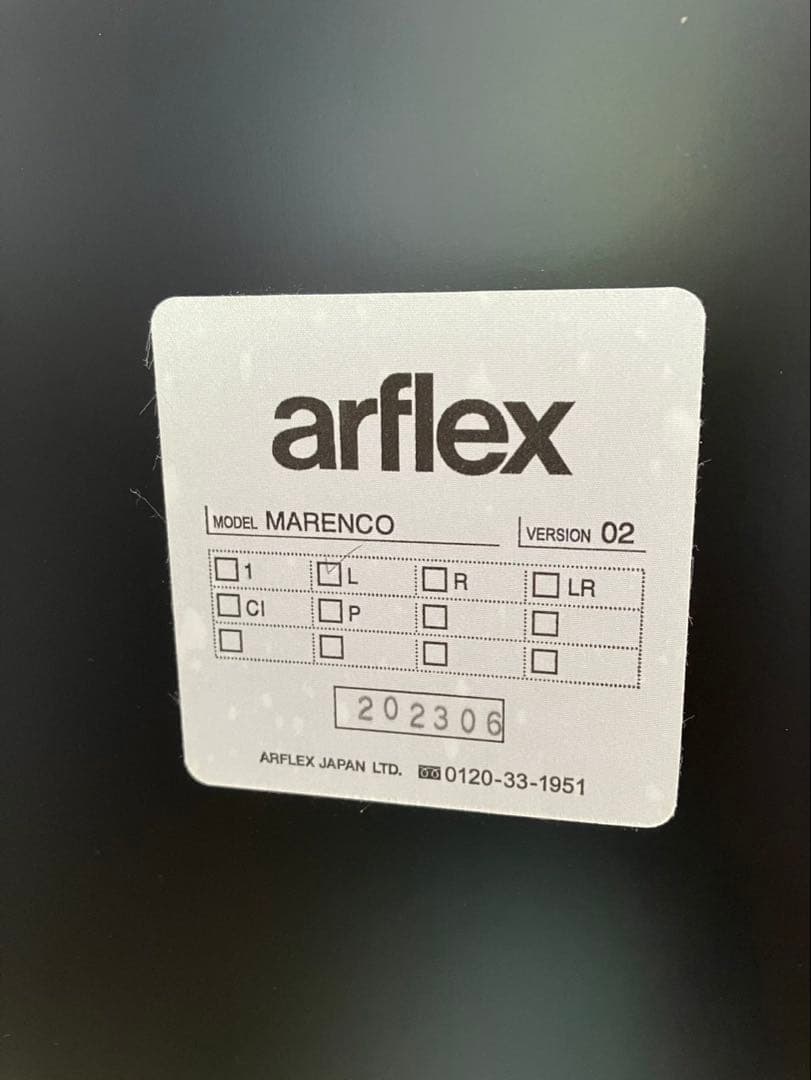 arflex
MODEL MARENCO VERSION 02
☐ 1 ☑ L ☐ R ☐ LR
☐ CI ☐ P ☐ ☐
☐ ☐ ☐ ☐
202306
ARFLEX JAPAN LTD. 0120-33-1951